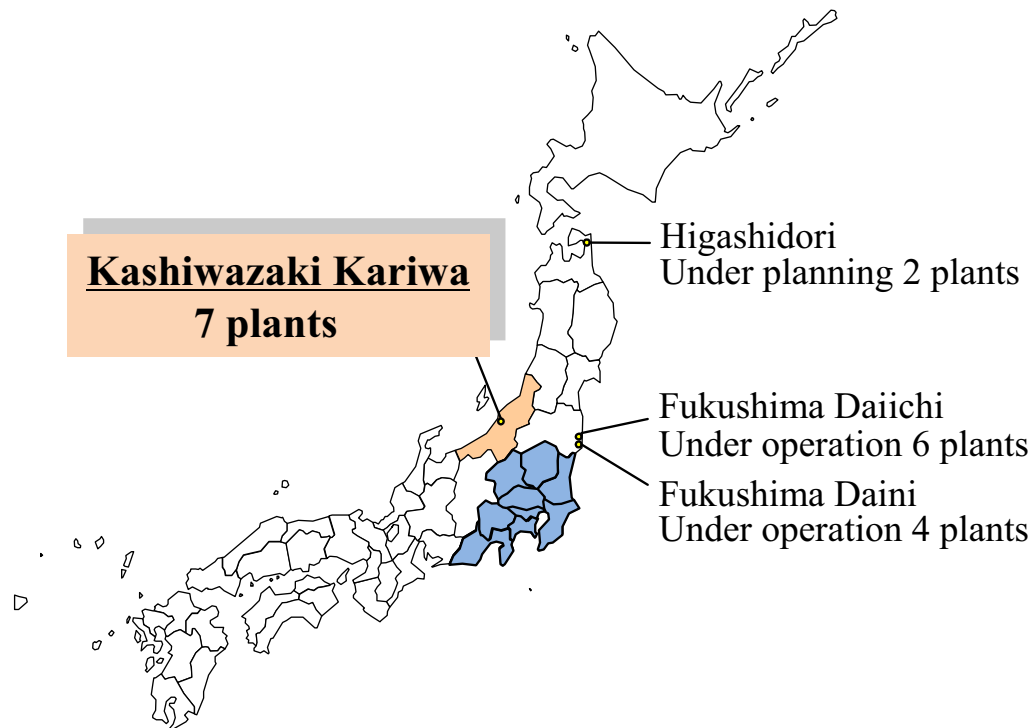 Kashiwazaki Kariwa
7 plants
Higashidori
Under planning 2 plants
Fukushima Daiichi
Under operation 6 plants
Fukushima Daini
Under operation 4 plants